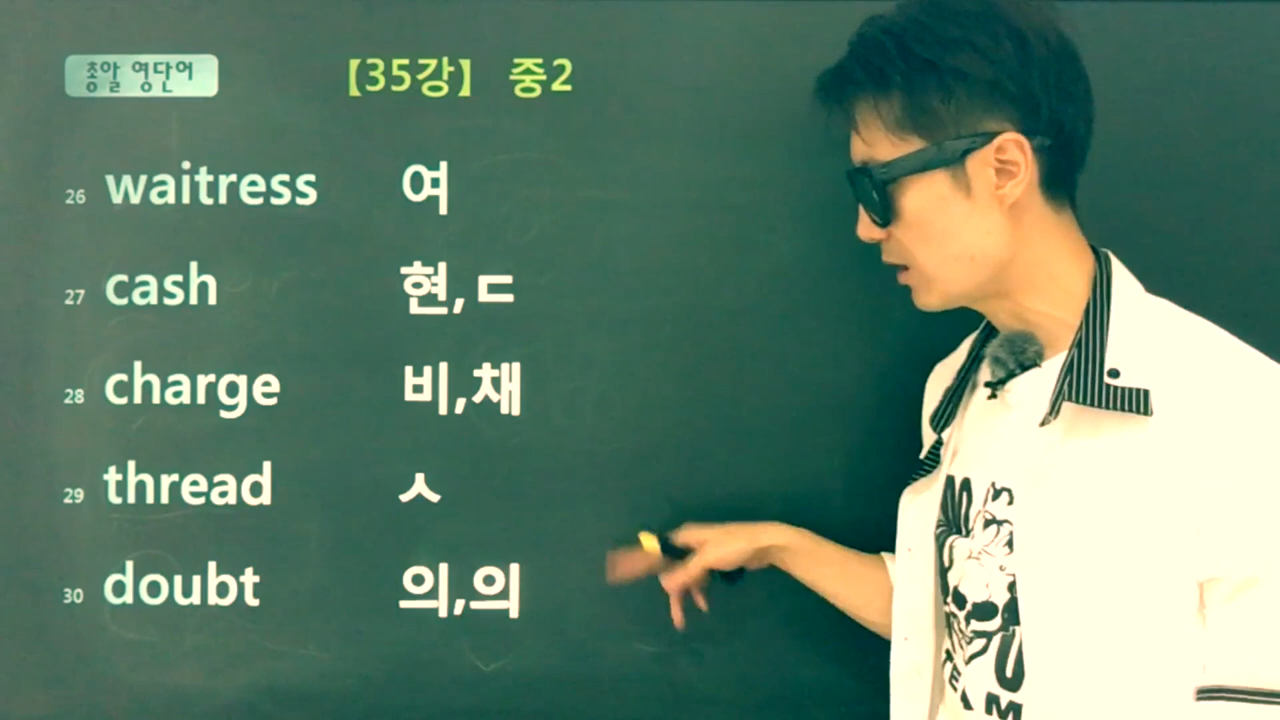 총알 영단어
【35강】 중2
26 waitress 여
27 cash 현,ㄷ
28 charge 비,채
29 thread ㅅ
30 doubt 의,의
TEAM